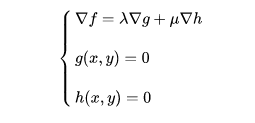 ∇f = λ∇g + μ∇h
g(x, y) = 0
h(x, y) = 0